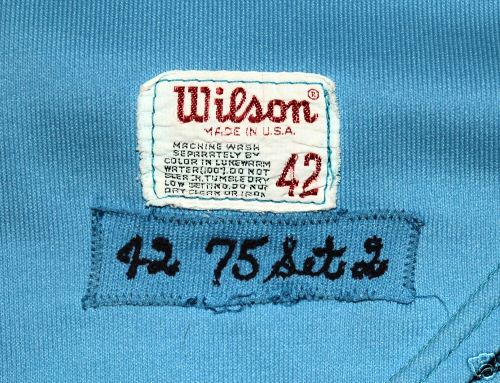 Wilson®
MADE IN U.S.A.
MACHINE WASH
SEPARATELY BY
COLOR IN LUKEWARM
WATER(100°). DO NOT
BLEACH. TUMBLE DRY
LOW SETTING. DO NOT
DRY CLEAN OR IRON
42
42 75 Set 2